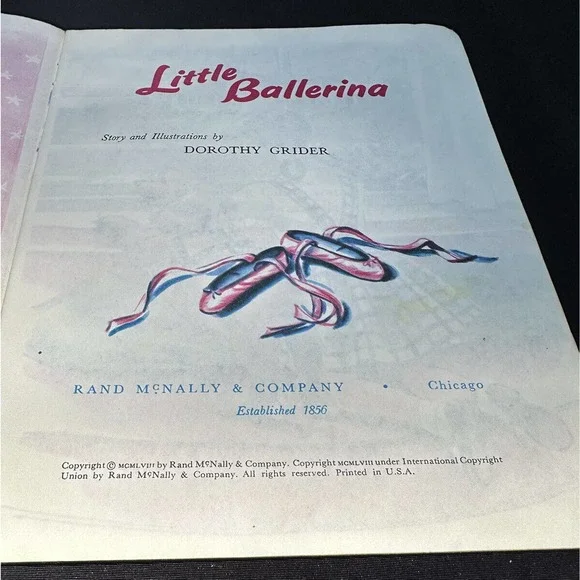 Little
Ballerina
Story and Illustrations by
DOROTHY GRIDER
RAND McNALLY & COMPANY • Chicago
Established 1856
Copyright © MCMLVIII by Rand McNally & Company. Copyright MCMLVIII under International Copyright
Union by Rand McNally & Company. All rights reserved. Printed in U.S.A.